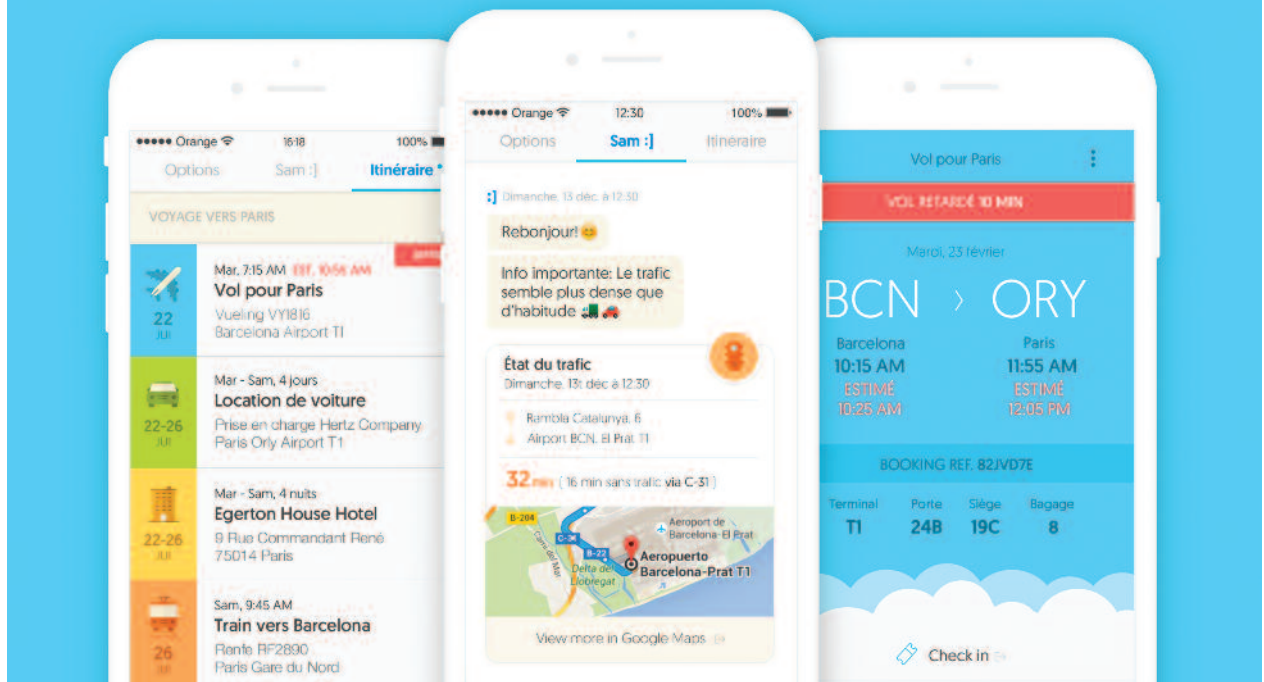 Orange
16:18
100%
Options
Sam :]
Itinéraire
VOYAGE VERS PARIS
22
JUI
Mar, 7:15 AM EST. 10:56 AM
Vol pour Paris
Vueling VY1816
Barcelona Airport T1
22-26
JUI
Mar - Sam, 4 jours
Location de voiture
Prise en charge Hertz Company
Paris Orly Airport T1
22-26
JUI
Mar - Sam, 4 nuits
Egerton House Hotel
9 Rue Commandant René
75014 Paris
26
JUI
Sam, 9:45 AM
Train vers Barcelona
Renfe RF2890
Paris Gare du Nord
Orange
12:30
100%
Options
Sam :]
Itinéraire
:] Dimanche, 13 déc. à 12:30
Rebonjour! 😊
Info importante: Le trafic
semble plus dense que
d'habitude 🚛🚗
État du trafic
Dimanche, 13t déc à 12:30
Rambla Catalunya, 6
Airport BCN, El Prat T1
32 min ( 16 min sans trafic via C-31 )
B-204
C-31
B-22
Carrer del Mar
Delta del
Llobregat
Aeroport de
Barcelona-El Prat
Aeropuerto
Barcelona-Prat T1
View more in Google Maps
Vol pour Paris
VOL RETARDÉ 10 MIN
Mardi, 23 février
BCN > ORY
Barcelona
10:15 AM
ESTIMÉ
10:25 AM
Paris
11:55 AM
ESTIMÉ
12:05 PM
BOOKING REF. 82JVD7E
Terminal
T1
Porte
24B
Siège
19C
Bagage
8
Check in